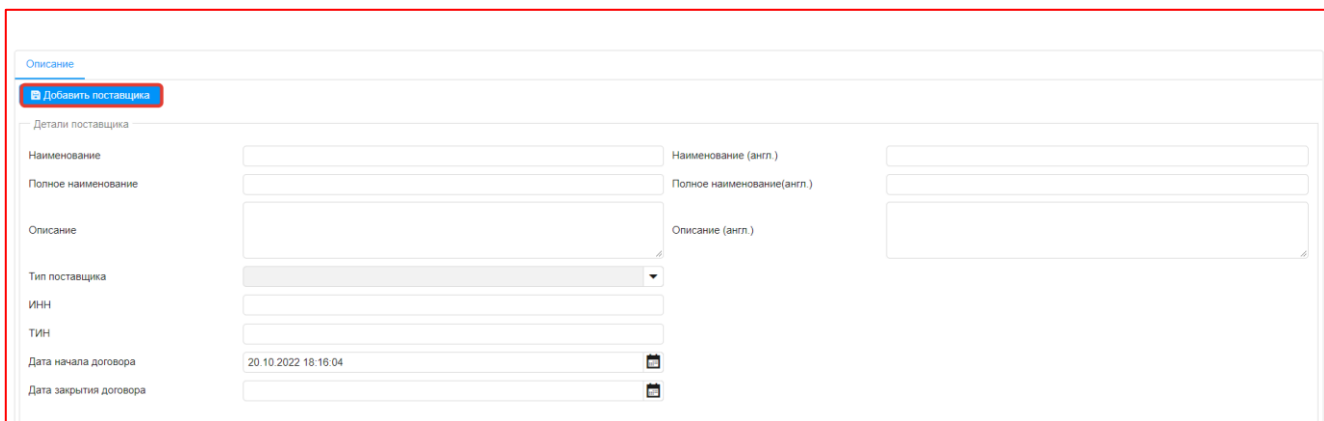 Описание
Добавить поставщика
Детали поставщика
Наименование
Наименование (англ.)
Полное наименование
Полное наименование(англ.)
Описание
Описание (англ.)
Тип поставщика
ИНН
ТИН
Дата начала договора 20.10.2022 18:16:04
Дата закрытия договора